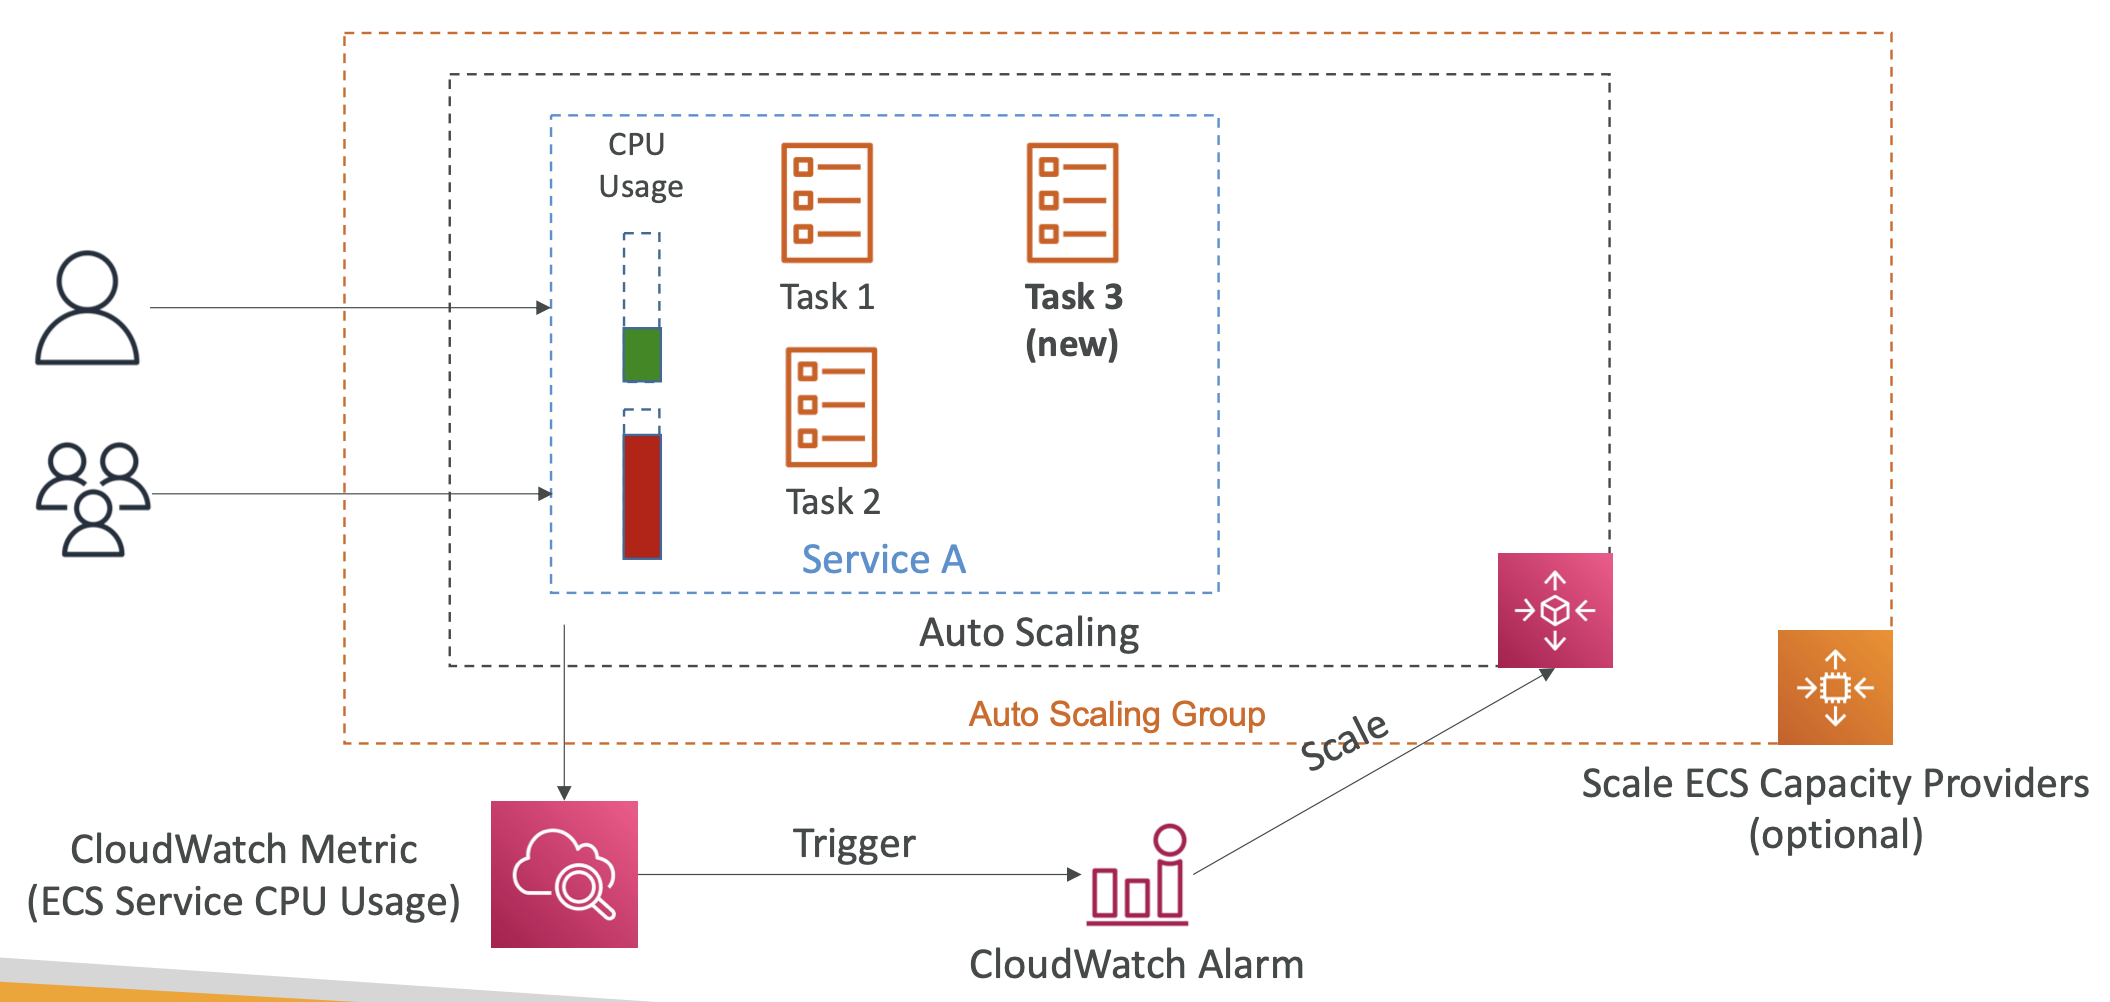 CPU
Usage
Task 1
Task 3
(new)
Task 2
Service A
Auto Scaling
Auto Scaling Group
Scale
Scale ECS Capacity Providers
(optional)
CloudWatch Metric
(ECS Service CPU Usage)
Trigger
CloudWatch Alarm